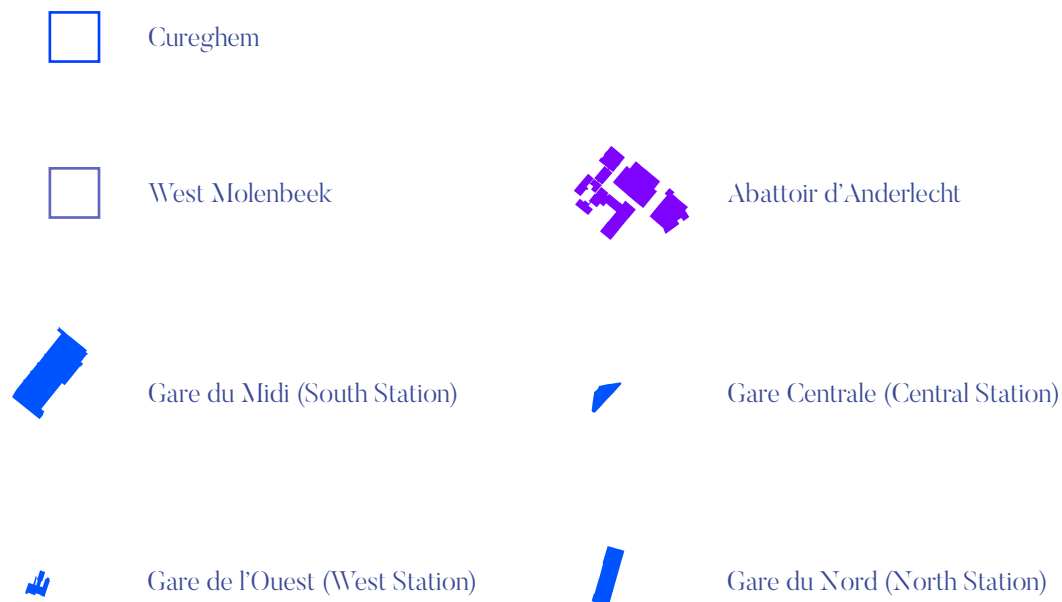 Cureghem
West Molenbeek
Abattoir d’Anderlecht
Gare du Midi (South Station)
Gare Centrale (Central Station)
Gare de l’Ouest (West Station)
Gare du Nord (North Station)